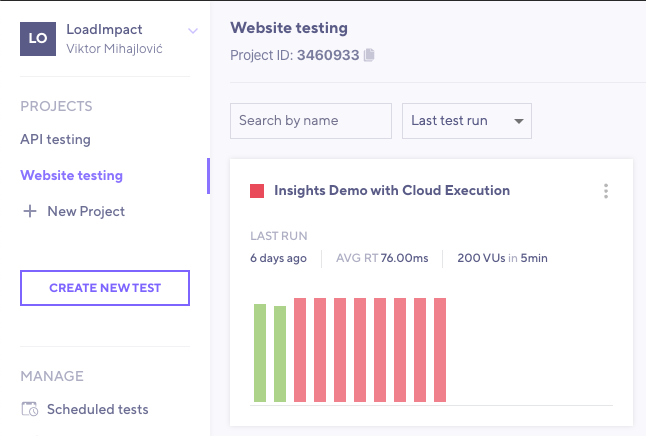 LO
LoadImpact
Viktor Mihajlović
PROJECTS
API testing
Website testing
New Project
CREATE NEW TEST
MANAGE
Scheduled tests
Website testing
Project ID: 3460933
Search by name
Last test run
Insights Demo with Cloud Execution
LAST RUN
6 days ago
AVG RT 76.00ms
200 VUs in 5min